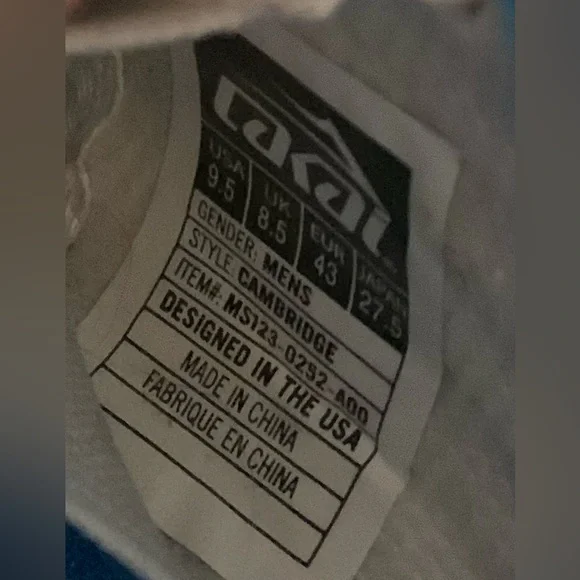 LAKAI
USA UK EUR JAPAN
9.5 8.5 43 27.5
GENDER: MENS
STYLE: CAMBRIDGE
ITEM#: MS123-0292-A00
DESIGNED IN THE USA
MADE IN CHINA
FABRIQUE EN CHINA